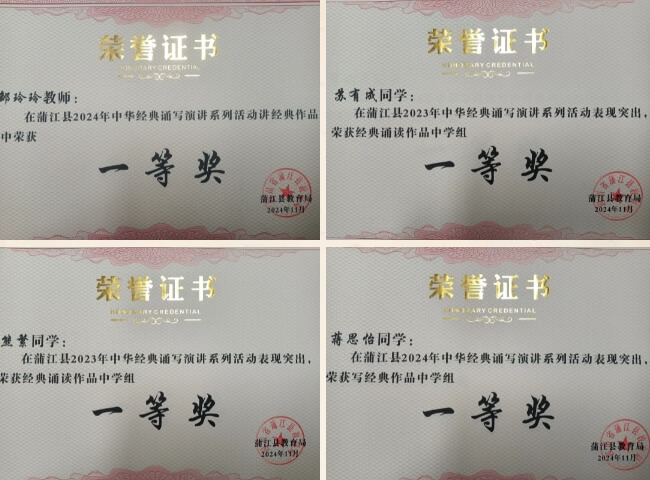 荣誉证书
HONORARY CREDENTIAL
邹玲玲教师：
在蒲江县2024年中华经典诵写演讲系列活动讲经典作品
中荣获
一等奖
蒲江县教育局
2024年11月
荣誉证书
HONORARY CREDENTIAL
苏有成同学：
在蒲江县2023年中华经典诵写演讲系列活动表现突出，
荣获经典诵读作品中学组
一等奖
蒲江县教育局
2024年11月
荣誉证书
HONORARY CREDENTIAL
熊繁同学：
在蒲江县2023年中华经典诵写演讲系列活动表现突出，
荣获经典诵读作品中学组
一等奖
蒲江县教育局
2024年11月
荣誉证书
HONORARY CREDENTIAL
蒋思怡同学：
在蒲江县2024年中华经典诵写演讲系列活动表现突出，
荣获写经典作品中学组
一等奖
蒲江县教育局
2024年11月